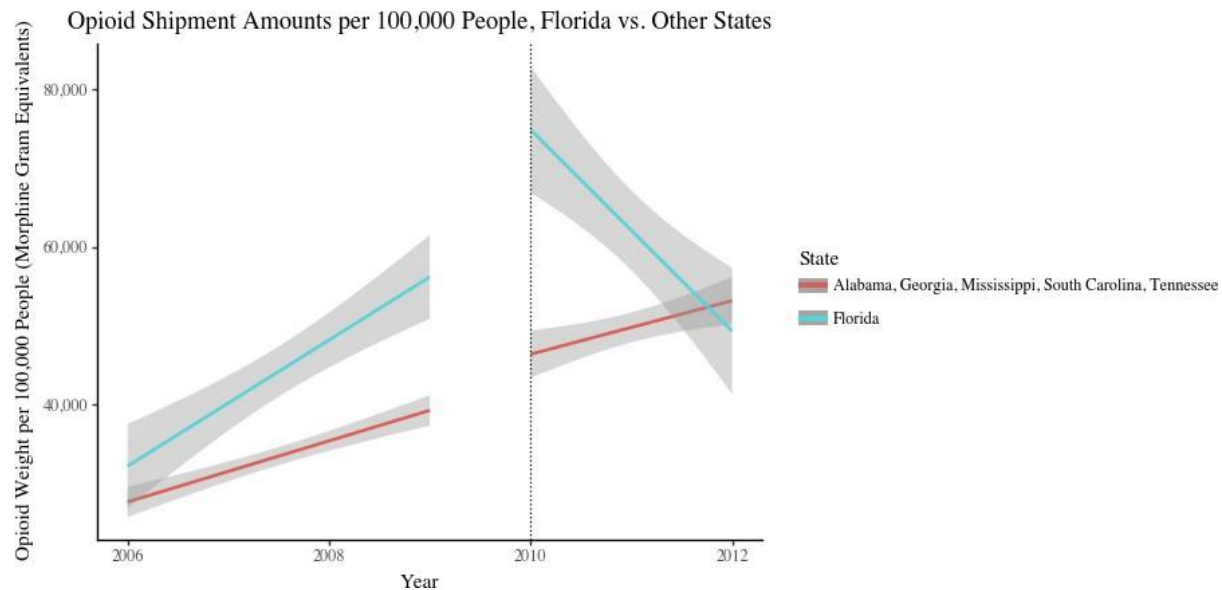 Opioid Shipment Amounts per 100,000 People, Florida vs. Other States
Opioid Weight per 100,000 People (Morphine Gram Equivalents)
80,000
60,000
40,000
2006
2008
2010
2012
Year
State
Alabama, Georgia, Mississippi, South Carolina, Tennessee
Florida